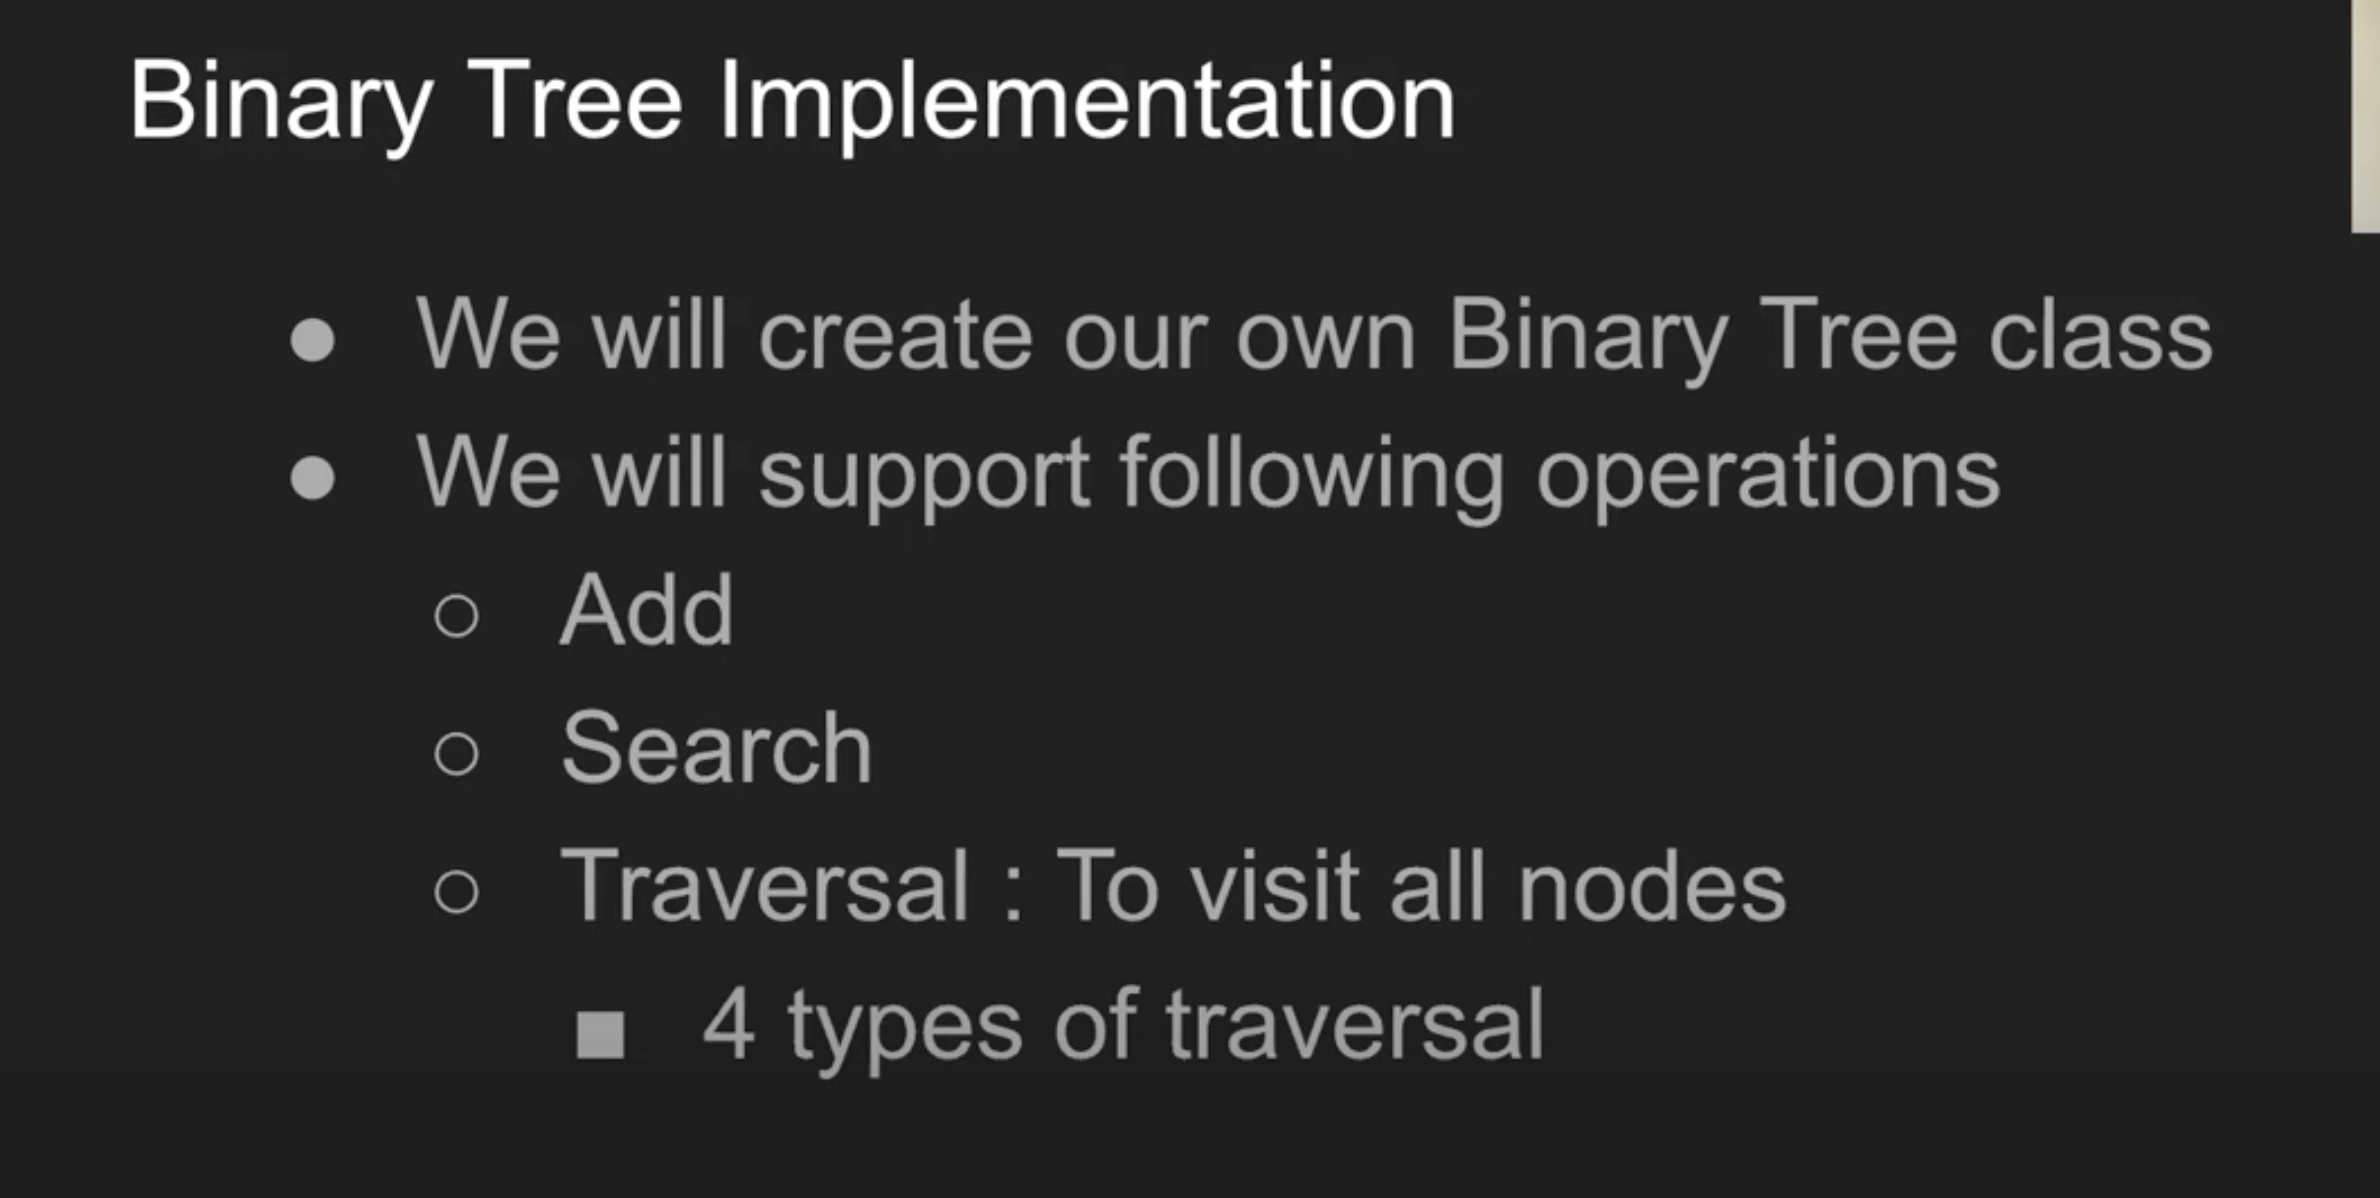 Binary Tree Implementation
● We will create our own Binary Tree class
● We will support following operations
○ Add
○ Search
○ Traversal : To visit all nodes
■ 4 types of traversal